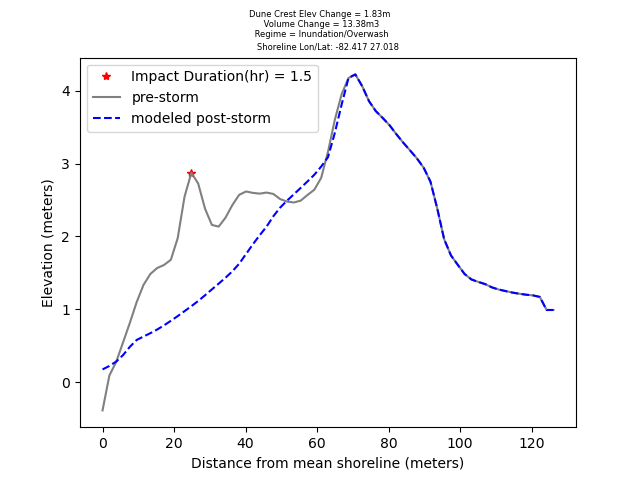 Dune Crest Elev Change = 1.83m
Volume Change = 13.38m3
Regime = Inundation/Overwash
Shoreline Lon/Lat: -82.417 27.018
Impact Duration(hr) = 1.5
pre-storm
modeled post-storm
Elevation (meters)
4
3
2
1
0
0 20 40 60 80 100 120
Distance from mean shoreline (meters)